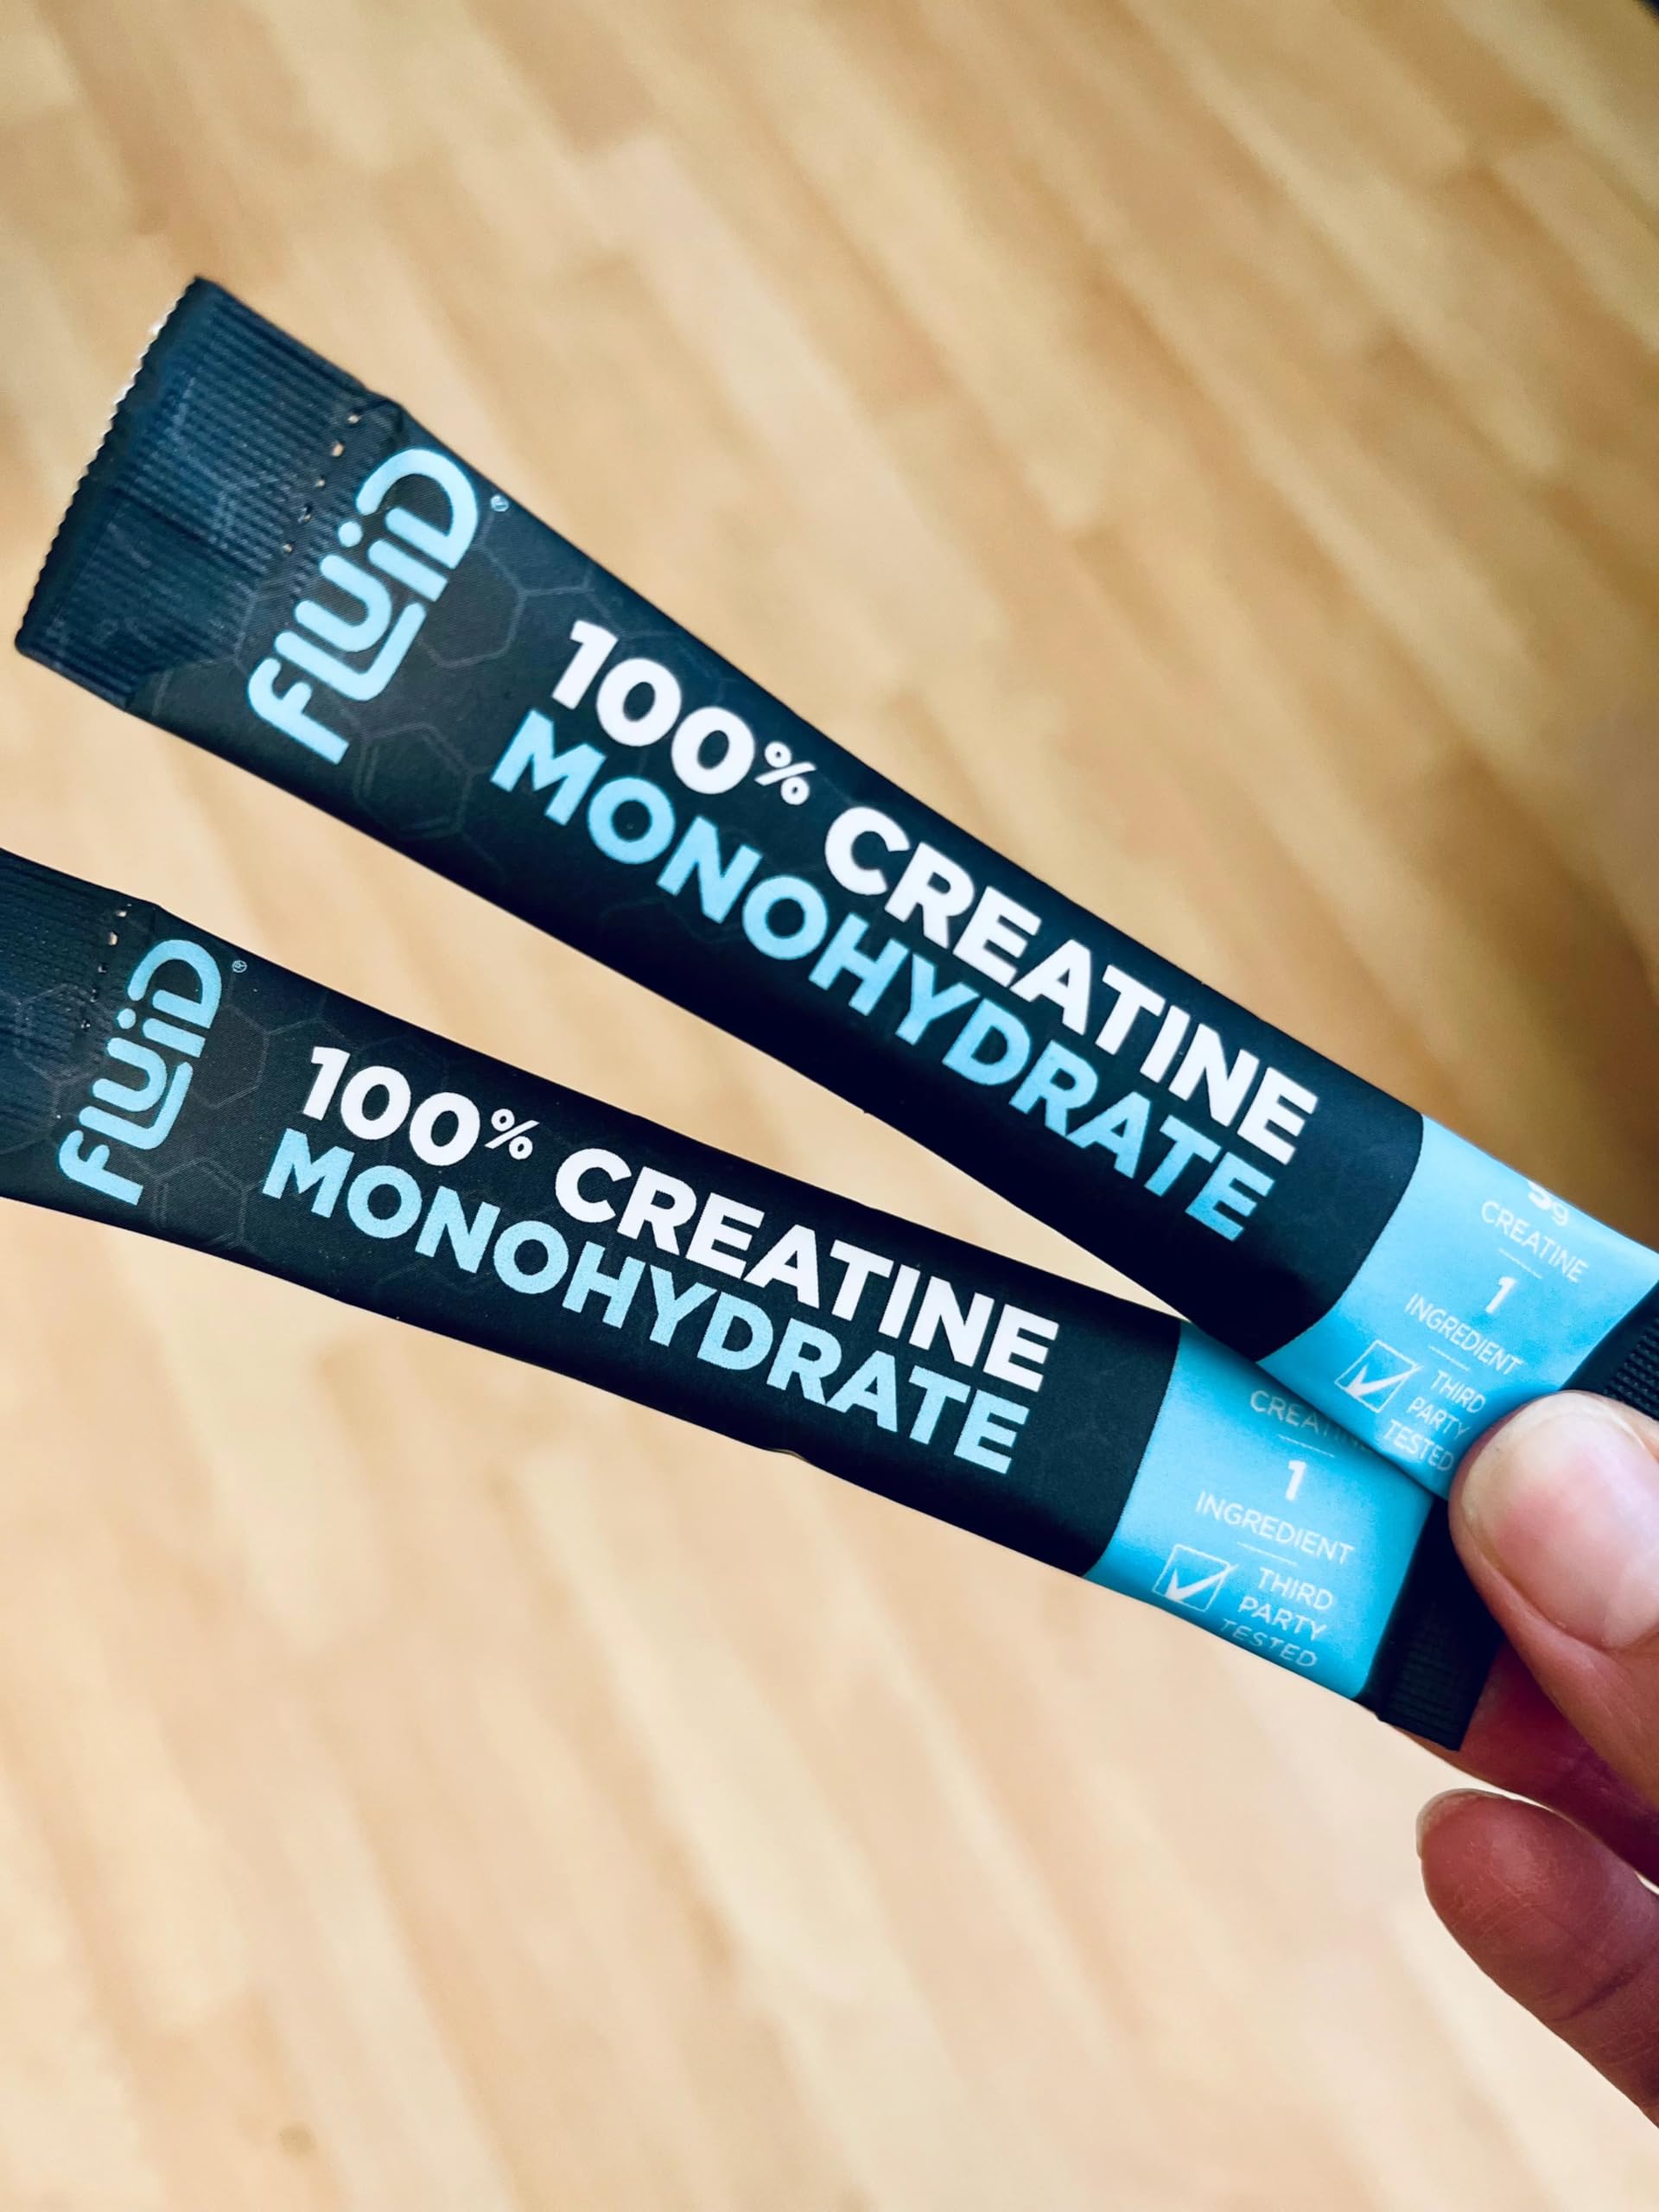 FLUID®
100% CREATINE
MONOHYDRATE
5g
CREATINE
1
INGREDIENT
THIRD
PARTY
TESTED
FLUID®
100% CREATINE
MONOHYDRATE
CREATINE
1
INGREDIENT
THIRD
PARTY
TESTED